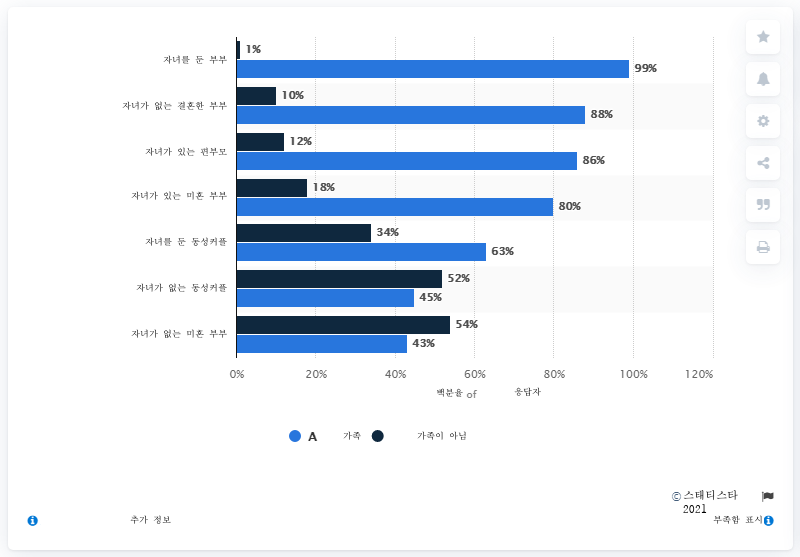 자녀를 둔 부부
1%
99%
자녀가 없는 결혼한 부부
10%
88%
자녀가 있는 편부모
12%
86%
자녀가 있는 미혼 부부
18%
80%
자녀를 둔 동성커플
34%
63%
자녀가 없는 동성커플
52%
45%
자녀가 없는 미혼 부부
54%
43%
0% 20% 40% 60% 80% 100% 120%
백분율 of 응답자
A 가족 가족이 아님
© 스태티스타
2021
추가 정보 부족함 표시